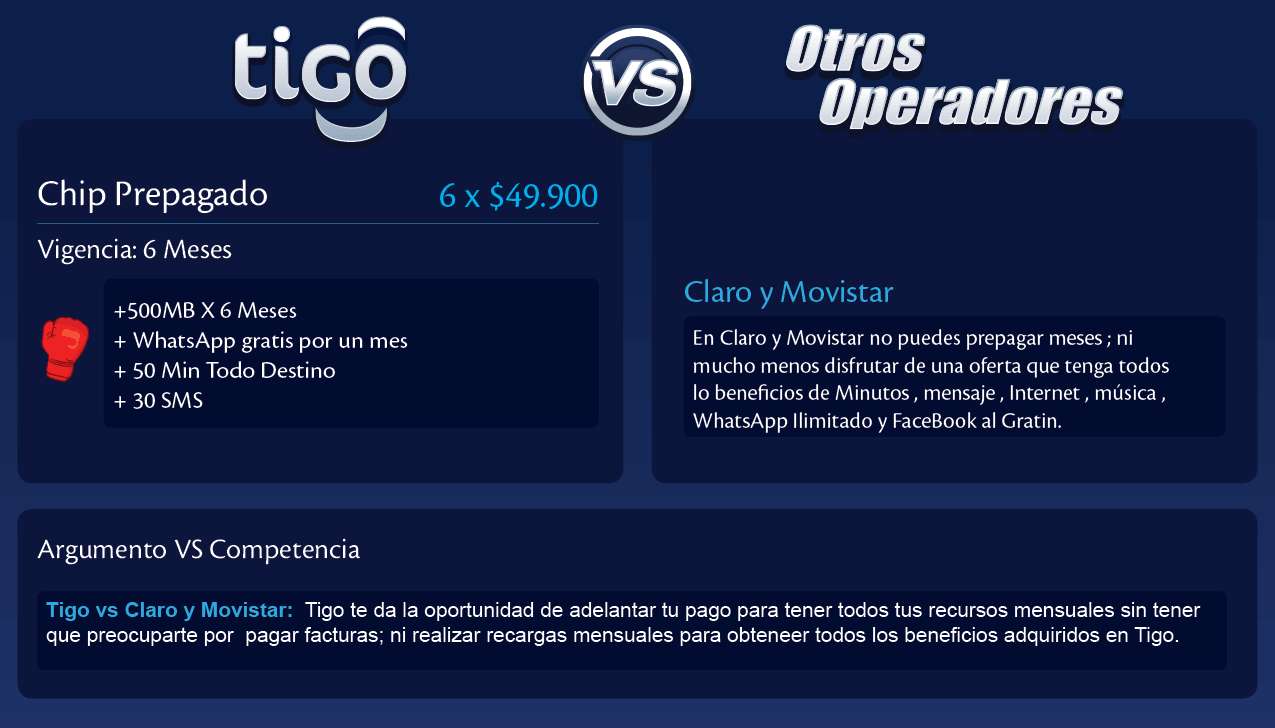 tigo
VS
Otros
Operadores
Chip Prepagado
6 x $49.900
Vigencia: 6 Meses
+500MB X 6 Meses
+ WhatsApp gratis por un mes
+ 50 Min Todo Destino
+ 30 SMS
Claro y Movistar
En Claro y Movistar no puedes prepagar meses ; ni
mucho menos disfrutar de una oferta que tenga todos
lo beneficios de Minutos , mensaje , Internet , música ,
WhatsApp Ilimitado y FaceBook al Gratin.
Argumento VS Competencia
Tigo vs Claro y Movistar:  Tigo te da la oportunidad de adelantar tu pago para tener todos tus recursos mensuales sin tener
que preocuparte por  pagar facturas; ni realizar recargas mensuales para obteneer todos los beneficios adquiridos en Tigo.